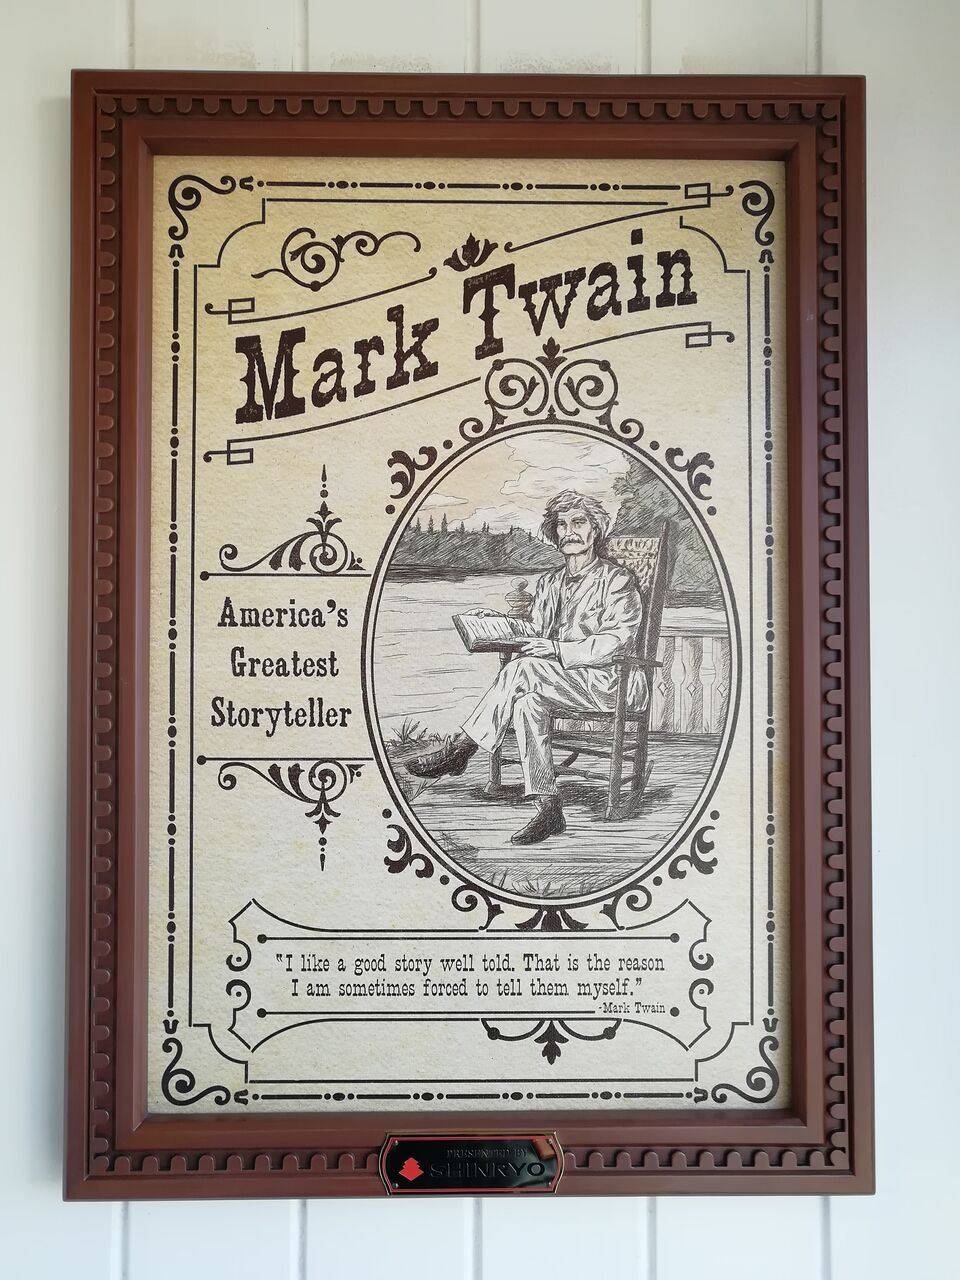 Mark Twain
America's
Greatest
Storyteller
"I like a good story well told. That is the reason
I am sometimes forced to tell them myself."
-Mark Twain
PRESENTED BY
SHINRYO